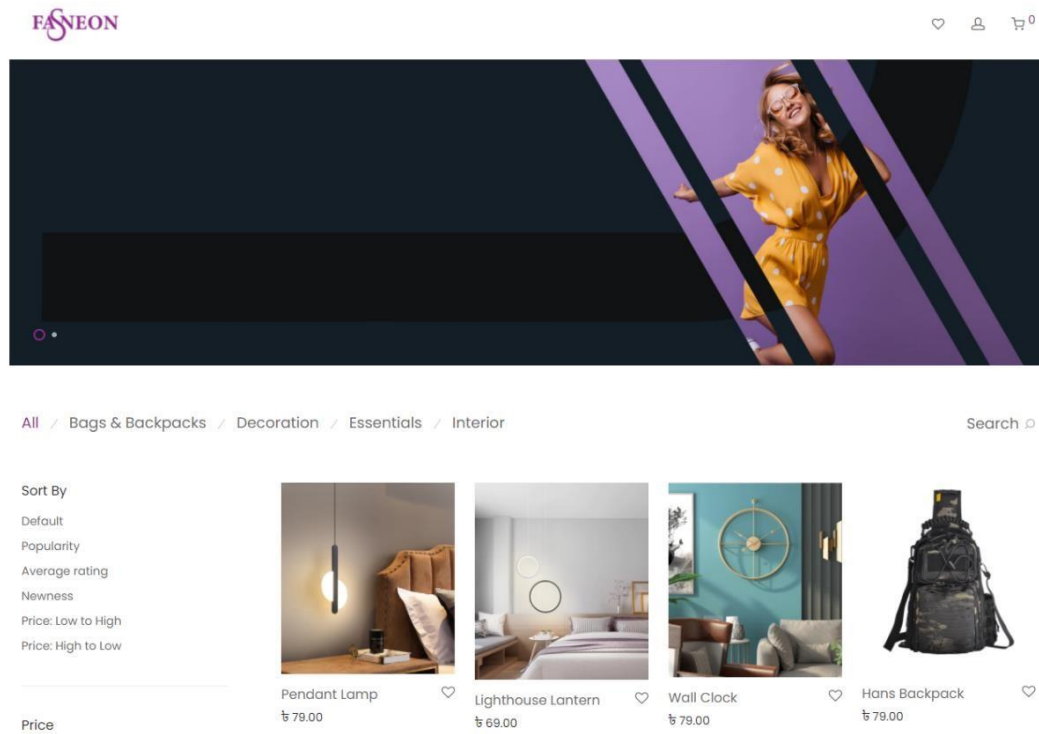 FASNEON
0
All / Bags & Backpacks / Decoration / Essentials / Interior
Search
Sort By
Default
Popularity
Average rating
Newness
Price: Low to High
Price: High to Low
Price
Pendant Lamp
৳ 79.00
Lighthouse Lantern
৳ 69.00
Wall Clock
৳ 79.00
Hans Backpack
৳ 79.00